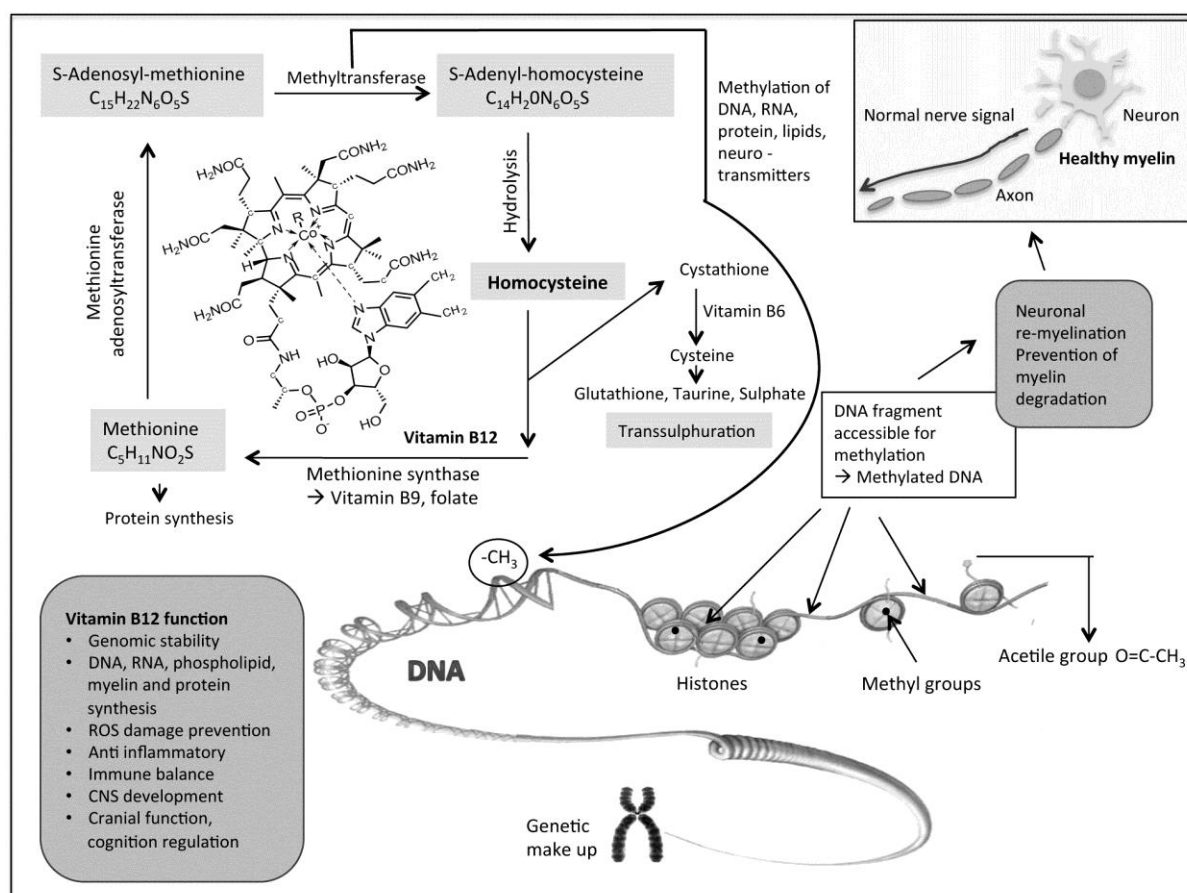 S-Adenosyl-methionine
C₁₅H₂₂N₆O₅S
Methyltransferase
S-Adenyl-homocysteine
C₁₄H₂0N₆O₅S
Methylation of
DNA, RNA,
protein, lipids,
neuro -
transmitters
Normal nerve signal
Neuron
Healthy myelin
Axon
Methionine
adenosyltransferase
H₂NOC
CONH₂
CONH₂
H₂NOC
H₂NOC
CONH₂
H₂NOC
R
N
N
N
N
Co⁺
H
N
N
CH₂
CH₂
O
NH
HO
O
O
P
O
O⁻
O
HO
Vitamin B12
Hydrolysis
Homocysteine
Cystathione
Vitamin B6
Cysteine
Glutathione, Taurine, Sulphate
Transsulphuration
Neuronal
re-myelination
Prevention of
myelin
degradation
DNA fragment
accessible for
methylation
→ Methylated DNA
Methionine
C₅H₁₁NO₂S
Methionine synthase
→ Vitamin B9, folate
Protein synthesis
-CH₃
DNA
Histones
Methyl groups
Acetile group O=C-CH₃
Vitamin B12 function
• Genomic stability
• DNA, RNA, phospholipid,
myelin and protein
synthesis
• ROS damage prevention
• Anti inflammatory
• Immune balance
• CNS development
• Cranial function,
cognition regulation
Genetic
make up